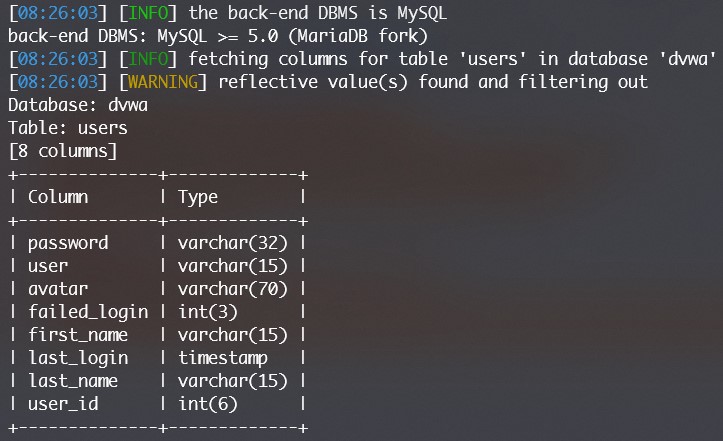 [08:26:03] [INFO] the back-end DBMS is MySQL
back-end DBMS: MySQL >= 5.0 (MariaDB fork)
[08:26:03] [INFO] fetching columns for table 'users' in database 'dvwa'
[08:26:03] [WARNING] reflective value(s) found and filtering out
Database: dvwa
Table: users
[8 columns]
+--------------+-------------+
| Column       | Type        |
+--------------+-------------+
| password     | varchar(32) |
| user         | varchar(15) |
| avatar       | varchar(70) |
| failed_login | int(3)      |
| first_name   | varchar(15) |
| last_login   | timestamp   |
| last_name    | varchar(15) |
| user_id      | int(6)      |
+--------------+-------------+